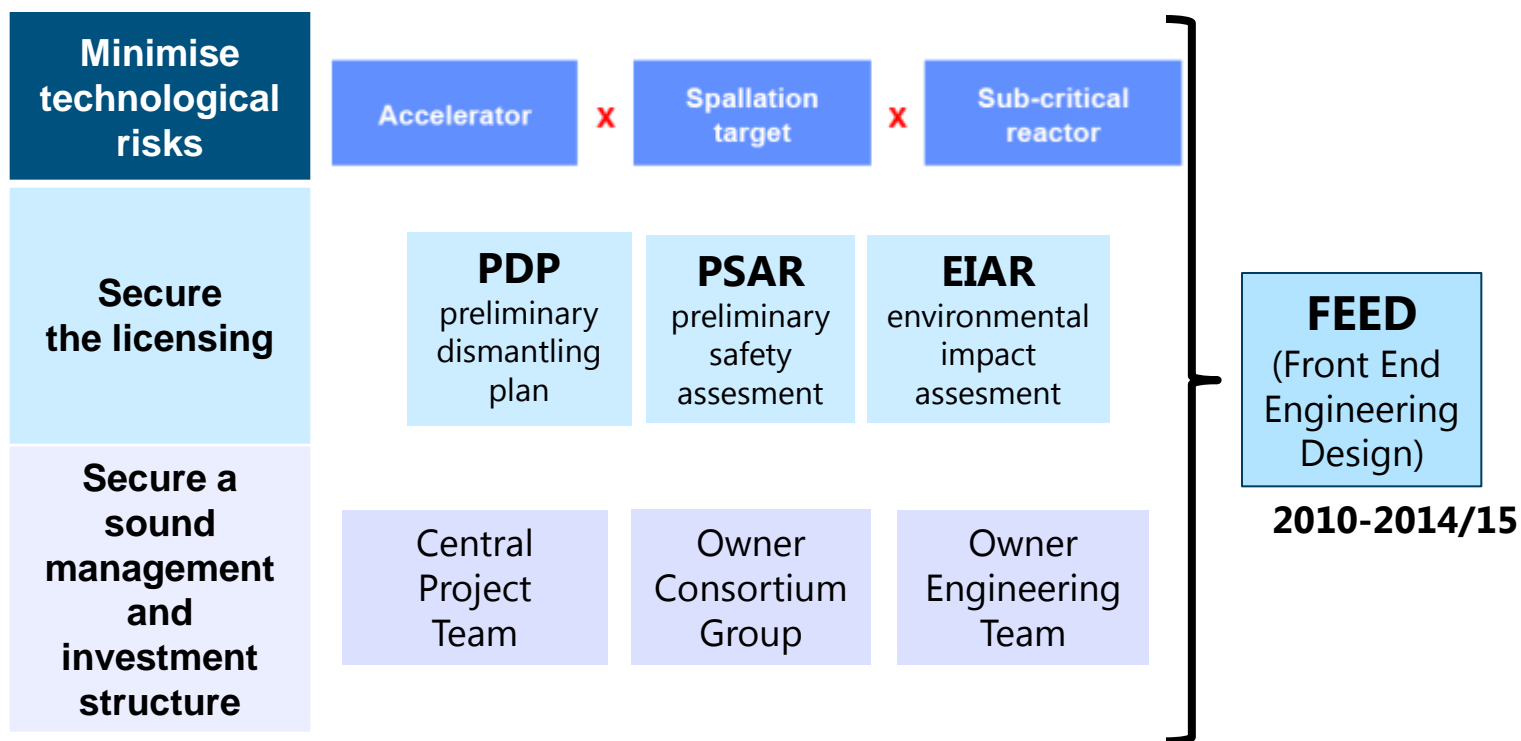 Minimise
technological
risks
Accelerator
x
Spallation
target
x
Sub-critical
reactor
Secure
the licensing
PDP
preliminary
dismantling
plan
PSAR
preliminary
safety
assesment
EIAR
environmental
impact
assesment
Secure a
sound
management
and
investment
structure
Central
Project
Team
Owner
Consortium
Group
Owner
Engineering
Team
FEED
(Front End
Engineering
Design)
2010-2014/15